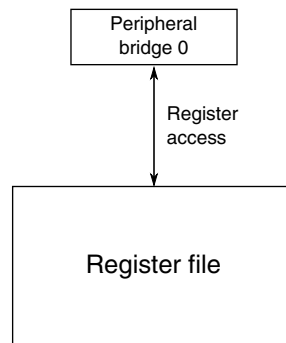 Peripheral
bridge 0
Register
access
Register file